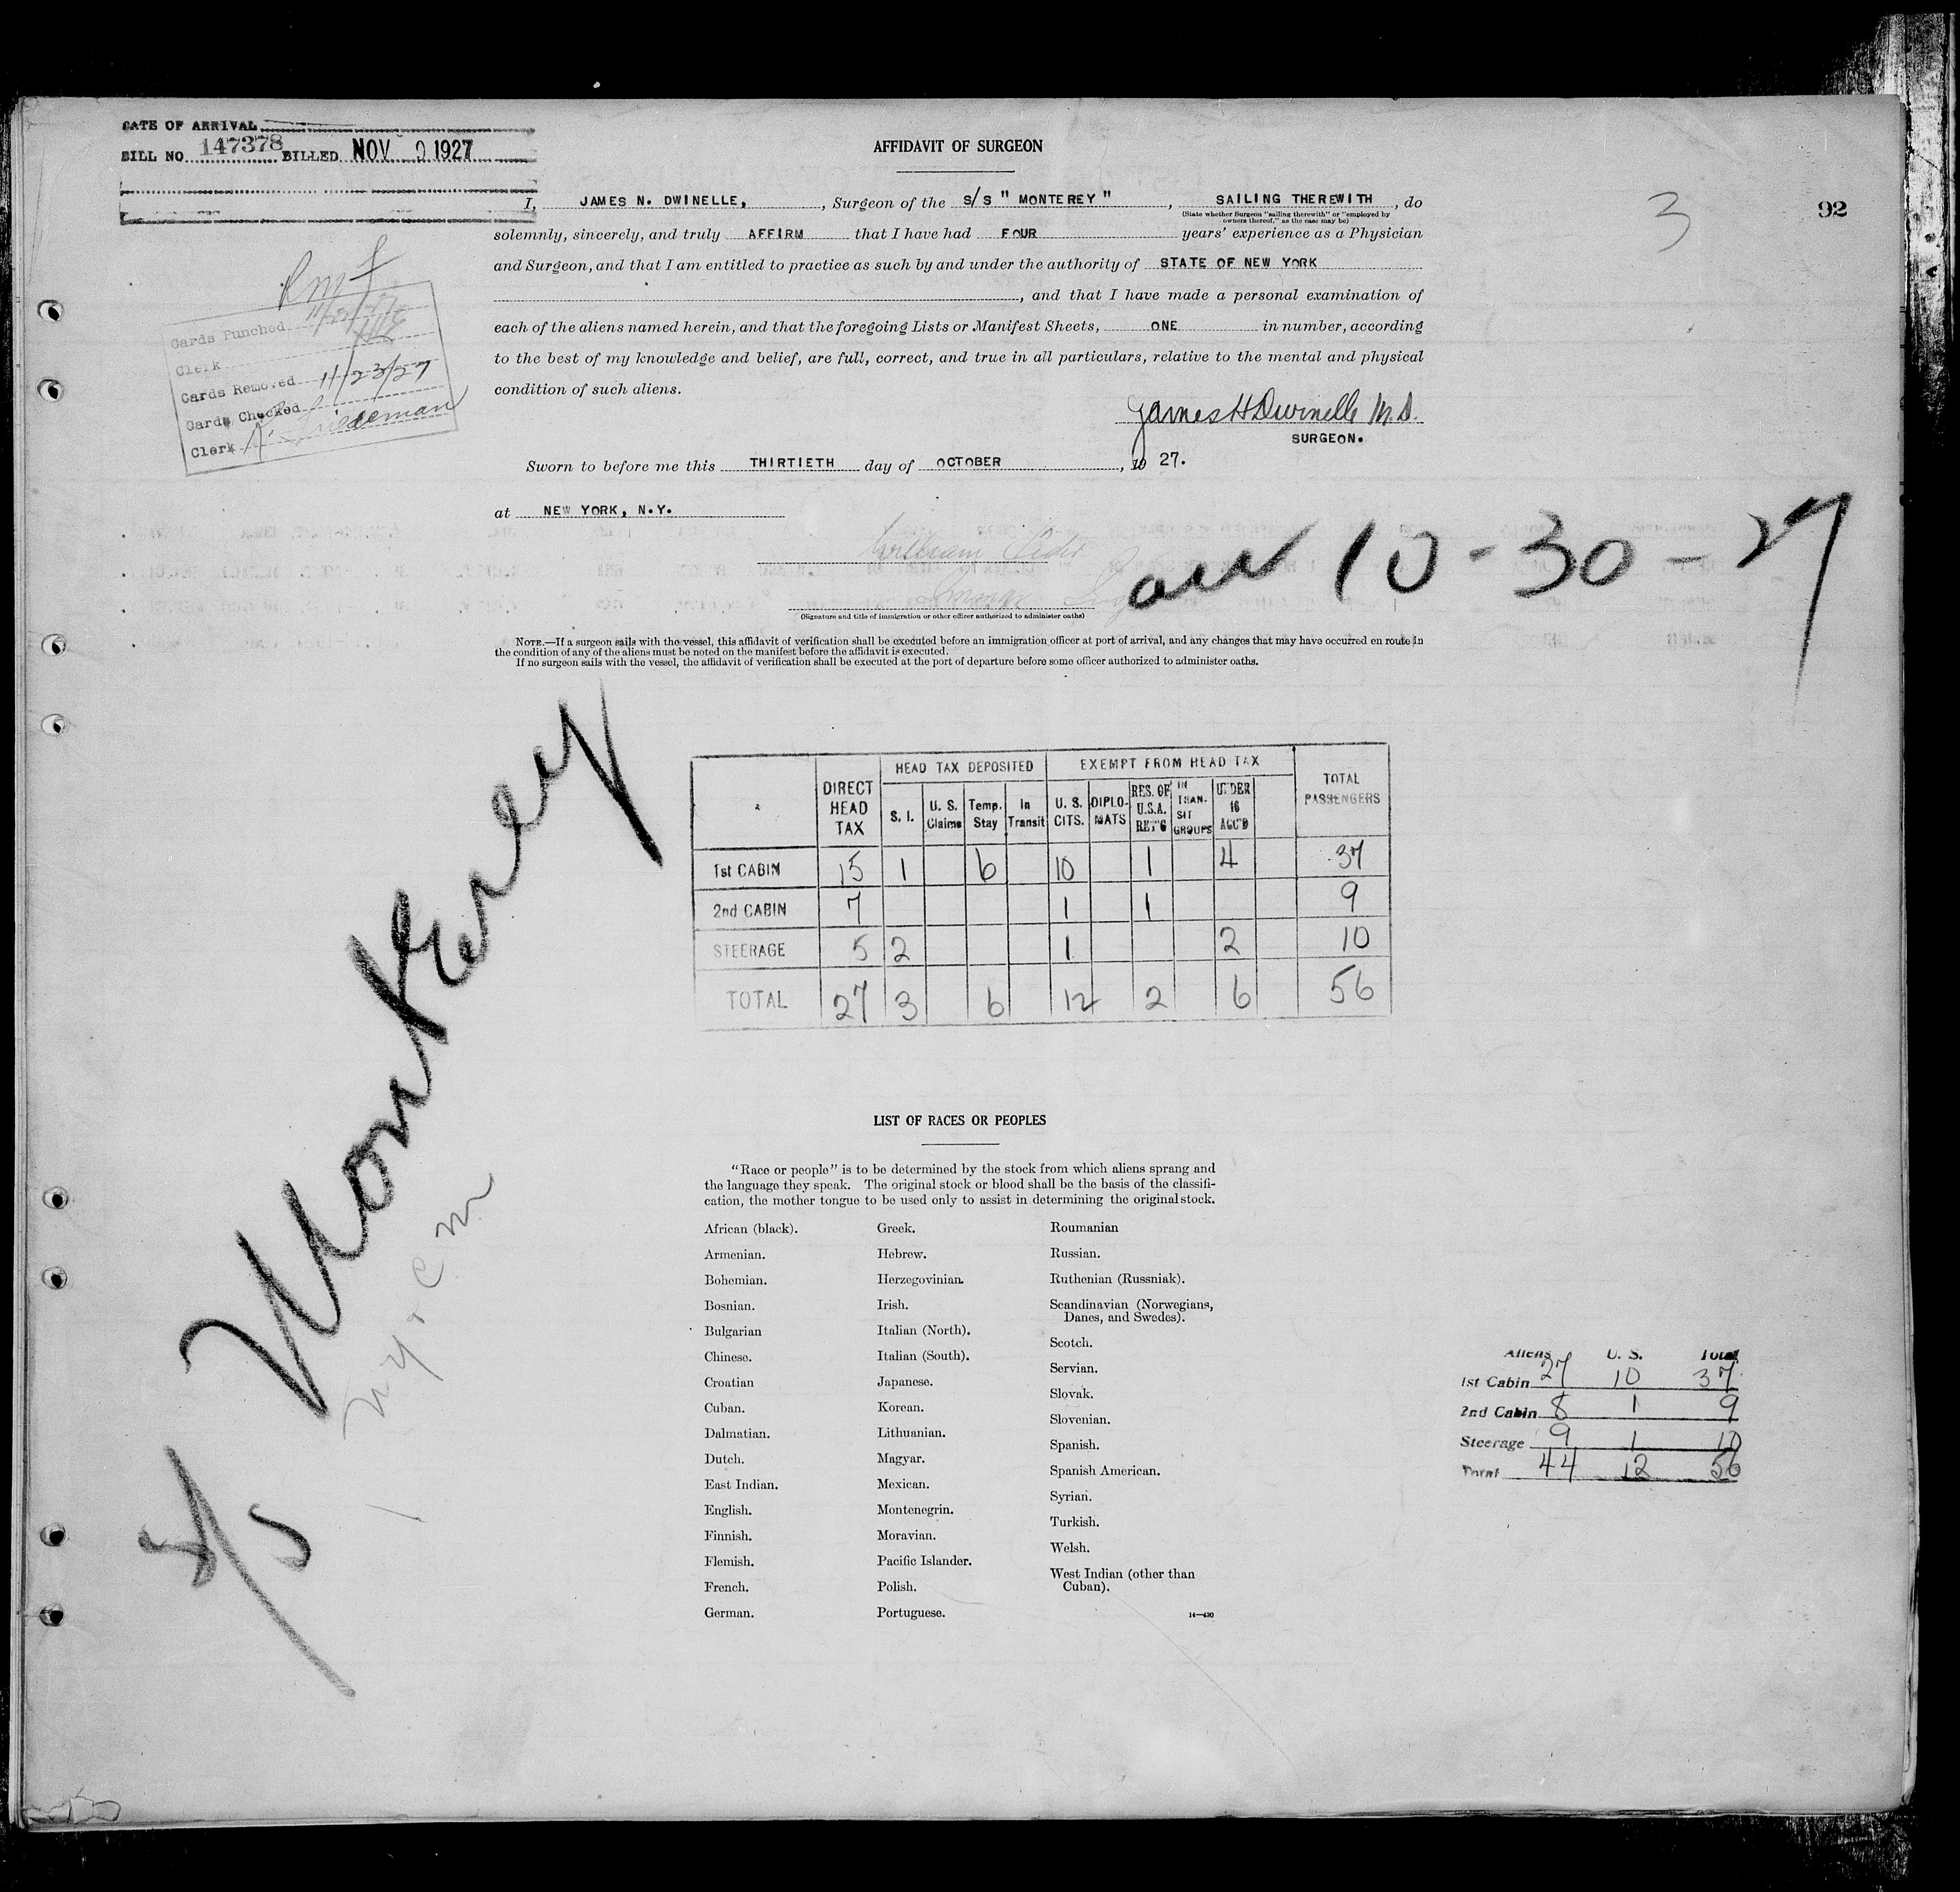 DATE OF ARRIVAL
BILL NO. 147378 BILLED NOV 1927
AFFIDAVIT OF SURGEON
3
92
I, JAMES N. DWINELLE, , Surgeon of the S/S " MONTEREY " , SAILING THEREWITH , do
(State whether Surgeon "sailing therewith" or "employed by
owners thereof," as the case may be)
solemnly, sincerely, and truly AFFIRM that I have had FOUR years' experience as a Physician
and Surgeon, and that I am entitled to practice as such by and under the authority of STATE OF NEW YORK
, and that I have made a personal examination of
each of the aliens named herein, and that the foregoing Lists or Manifest Sheets, ONE in number, according
to the best of my knowledge and belief, are full, correct, and true in all particulars, relative to the mental and physical
condition of such aliens.
James H Dwinelle M.D.
SURGEON.
Cards Punched
Clerk
Cards Removed 11/23/27
Cards Checked
Clerk
Sworn to before me this THIRTIETH day of OCTOBER , 19 27.
at NEW YORK, N.Y.
William
arr 10-30-27
(Signature and title of immigration or other officer authorized to administer oaths)
NOTE.—If a surgeon sails with the vessel, this affidavit of verification shall be executed before an immigration officer at port of arrival, and any changes that may have occurred en route in
the condition of any of the aliens must be noted on the manifest before the affidavit is executed.
If no surgeon sails with the vessel, the affidavit of verification shall be executed at the port of departure before some officer authorized to administer oaths.
S/S Monterey
DIRECT HEAD TAX HEAD TAX DEPOSITED EXEMPT FROM HEAD TAX TOTAL PASSENGERS
S. I. U. S. Claims Temp. Stay In Transit U. S. CITS. DIPLO-MATS RES. OF U.S.A. RET'G IN TRAN-SIT GROUPS UNDER 16 ACC'D
1st CABIN 15 1 6 10 1 4 37
2nd CABIN 7 1 1 9
STEERAGE 5 2 1 2 10
TOTAL 27 3 6 12 2 6 56
LIST OF RACES OR PEOPLES
"Race or people" is to be determined by the stock from which aliens sprang and
the language they speak. The original stock or blood shall be the basis of the classifi-
cation, the mother tongue to be used only to assist in determining the original stock.
African (black).
Armenian.
Bohemian.
Bosnian.
Bulgarian
Chinese.
Croatian
Cuban.
Dalmatian.
Dutch.
East Indian.
English.
Finnish.
Flemish.
French.
German.
Greek.
Hebrew.
Herzegovinian.
Irish.
Italian (North).
Italian (South).
Japanese.
Korean.
Lithuanian.
Magyar.
Mexican.
Montenegrin.
Moravian.
Pacific Islander.
Polish.
Portuguese.
Roumanian
Russian.
Ruthenian (Russniak).
Scandinavian (Norwegians,
Danes, and Swedes).
Scotch.
Servian.
Slovak.
Slovenian.
Spanish.
Spanish American.
Syrian.
Turkish.
Welsh.
West Indian (other than
Cuban).
14—430
Aliens U. S. Total
1st Cabin 27 10 37
2nd Cabin 8 1 9
Steerage 9 1 10
Total 44 12 56